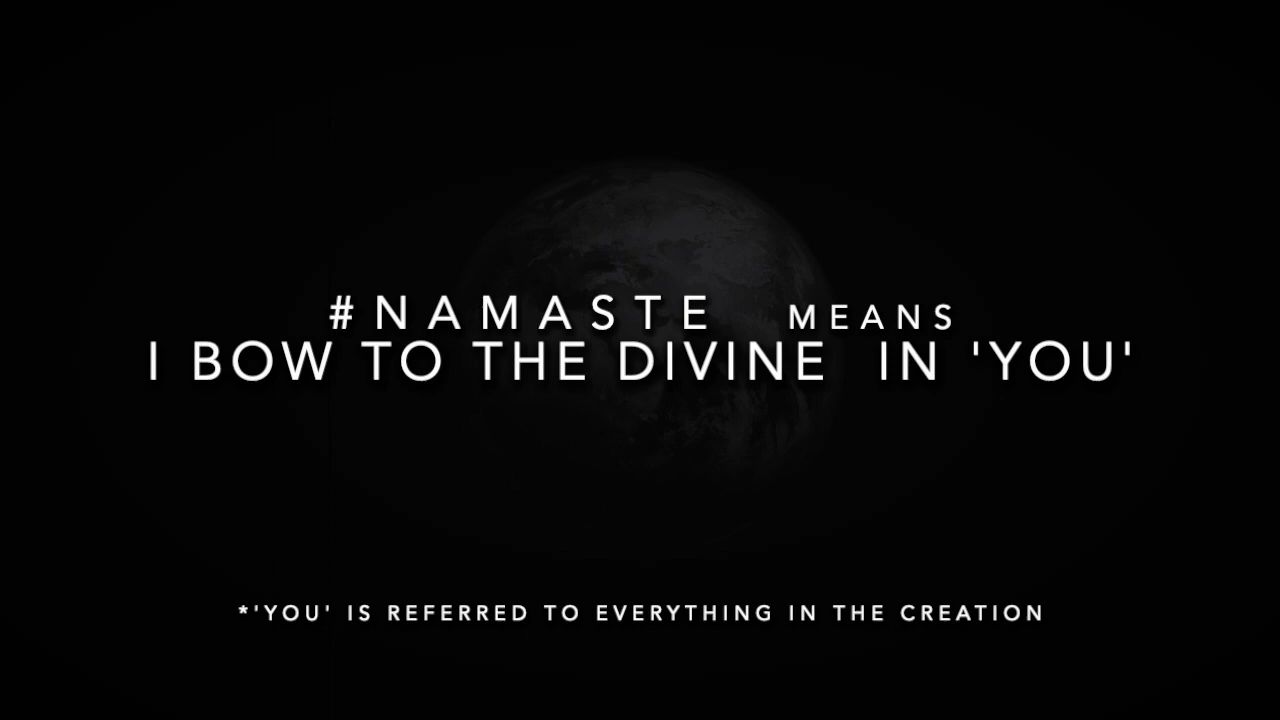 #NAMASTE MEANS
I BOW TO THE DIVINE IN 'YOU'
*'YOU' IS REFERRED TO EVERYTHING IN THE CREATION